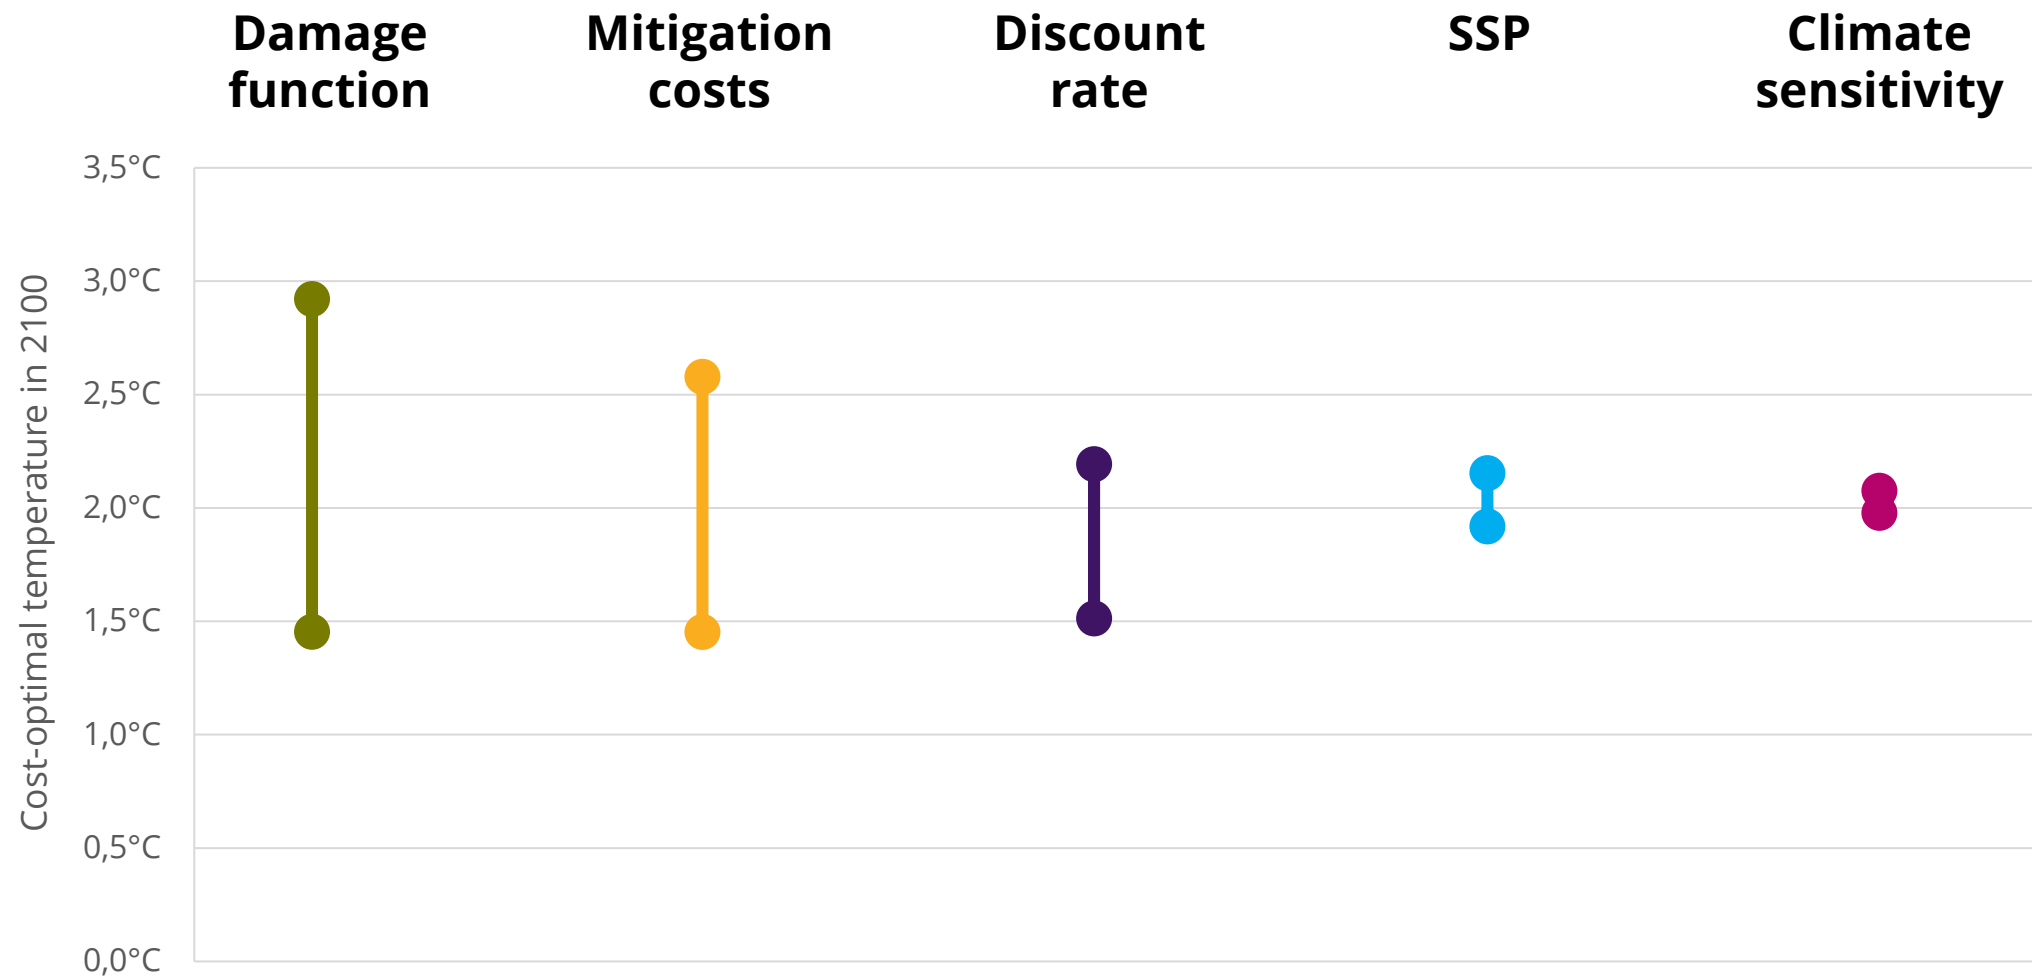 Damage
function
Mitigation
costs
Discount
rate
SSP
Climate
sensitivity
Cost-optimal temperature in 2100
3,5°C
3,0°C
2,5°C
2,0°C
1,5°C
1,0°C
0,5°C
0,0°C